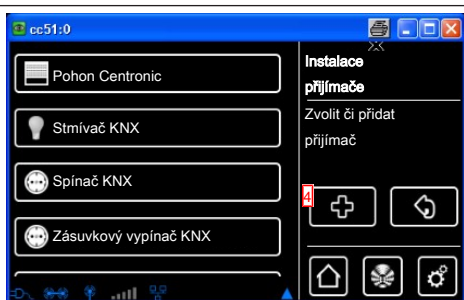 cc51:0
Pohon Centronic
Stmívač KNX
Spínač KNX
Zásuvkový vypínač KNX
Instalace
přijímače
Zvolit či přidat
přijímač
4